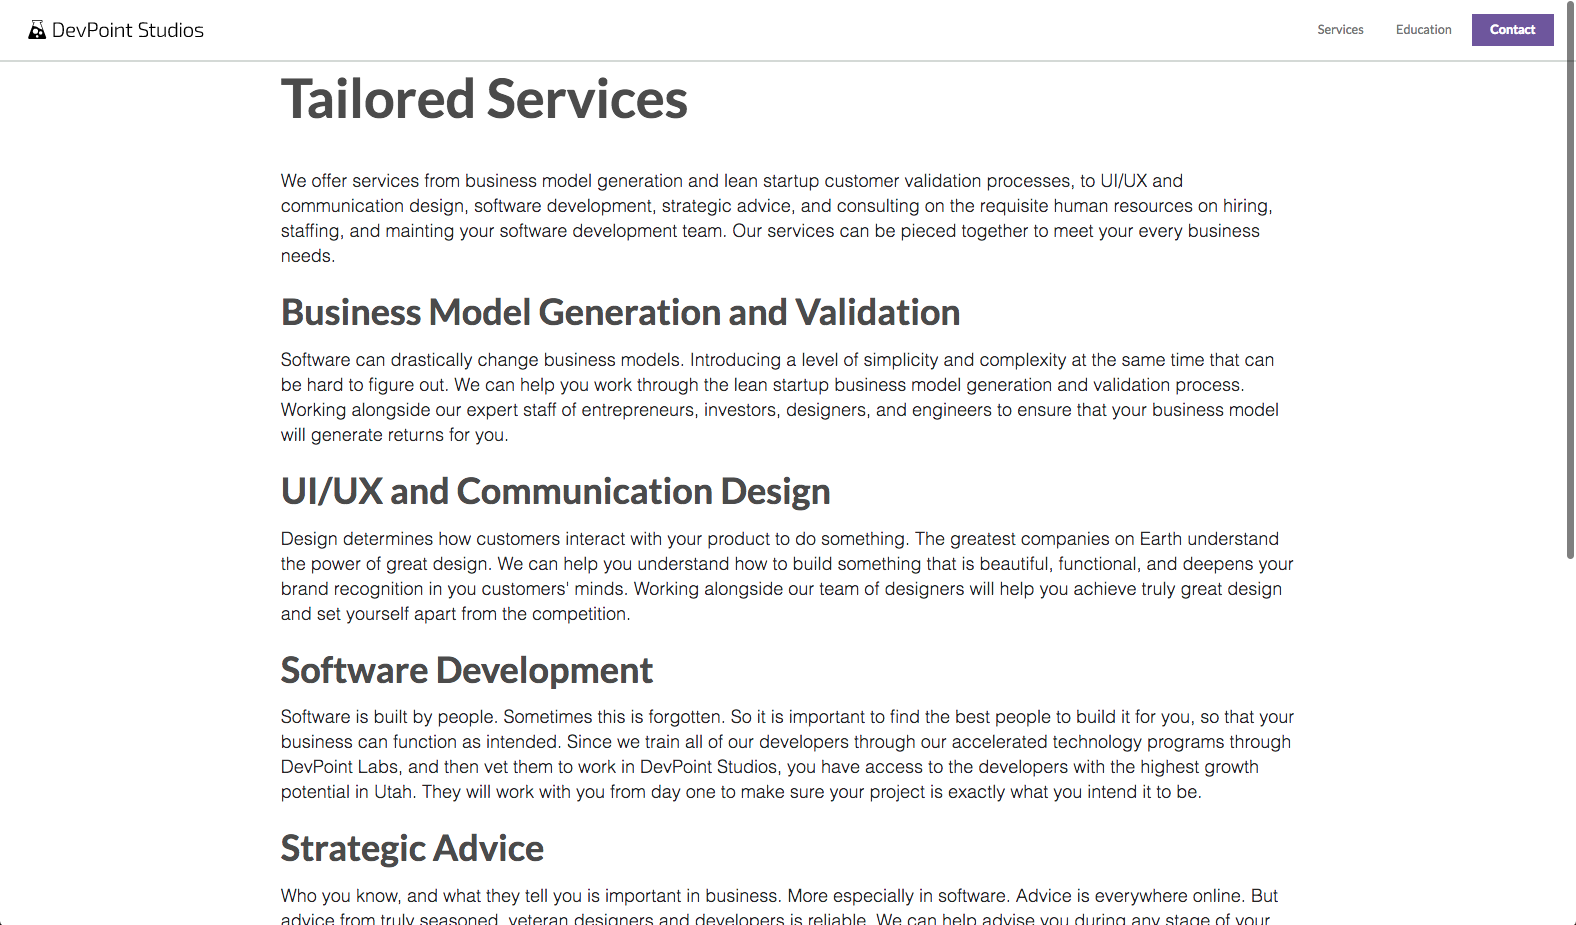 DevPoint Studios
Services
Education
Contact
Tailored Services
We offer services from business model generation and lean startup customer validation processes, to UI/UX and
communication design, software development, strategic advice, and consulting on the requisite human resources on hiring,
staffing, and mainting your software development team. Our services can be pieced together to meet your every business
needs.
Business Model Generation and Validation
Software can drastically change business models. Introducing a level of simplicity and complexity at the same time that can
be hard to figure out. We can help you work through the lean startup business model generation and validation process.
Working alongside our expert staff of entrepreneurs, investors, designers, and engineers to ensure that your business model
will generate returns for you.
UI/UX and Communication Design
Design determines how customers interact with your product to do something. The greatest companies on Earth understand
the power of great design. We can help you understand how to build something that is beautiful, functional, and deepens your
brand recognition in you customers' minds. Working alongside our team of designers will help you achieve truly great design
and set yourself apart from the competition.
Software Development
Software is built by people. Sometimes this is forgotten. So it is important to find the best people to build it for you, so that your
business can function as intended. Since we train all of our developers through our accelerated technology programs through
DevPoint Labs, and then vet them to work in DevPoint Studios, you have access to the developers with the highest growth
potential in Utah. They will work with you from day one to make sure your project is exactly what you intend it to be.
Strategic Advice
Who you know, and what they tell you is important in business. More especially in software. Advice is everywhere online. But
advice from truly seasoned, veteran designers and developers is reliable. We can help advise you during any stage of your